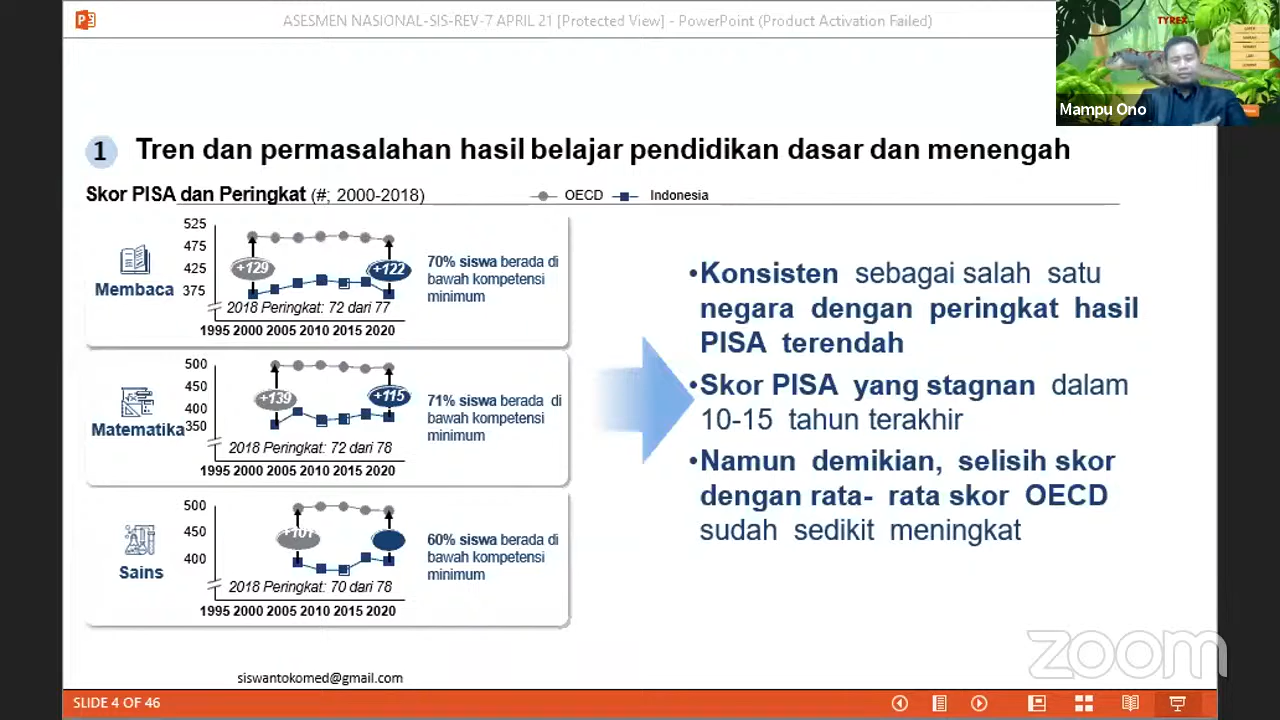 ASESMEN NASIONAL-SIS-REV-7 APRIL 21 [Protected View] - PowerPoint (Product Activation Failed)
TYREX
Mampu Ono
1 Tren dan permasalahan hasil belajar pendidikan dasar dan menengah
Skor PISA dan Peringkat (#; 2000-2018)
OECD Indonesia
Membaca
525
475
425
375
+129
+122
2018 Peringkat: 72 dari 77
1995 2000 2005 2010 2015 2020
70% siswa berada di
bawah kompetensi
minimum
Matematika
500
450
400
350
+139
+115
2018 Peringkat: 72 dari 78
1995 2000 2005 2010 2015 2020
71% siswa berada di
bawah kompetensi
minimum
Sains
500
450
400
+101
2018 Peringkat: 70 dari 78
1995 2000 2005 2010 2015 2020
60% siswa berada di
bawah kompetensi
minimum
•Konsisten sebagai salah satu
negara dengan peringkat hasil
PISA terendah
•Skor PISA yang stagnan dalam
10-15 tahun terakhir
•Namun demikian, selisih skor
dengan rata- rata skor OECD
sudah sedikit meningkat
siswantokomed@gmail.com
zoom
SLIDE 4 OF 46